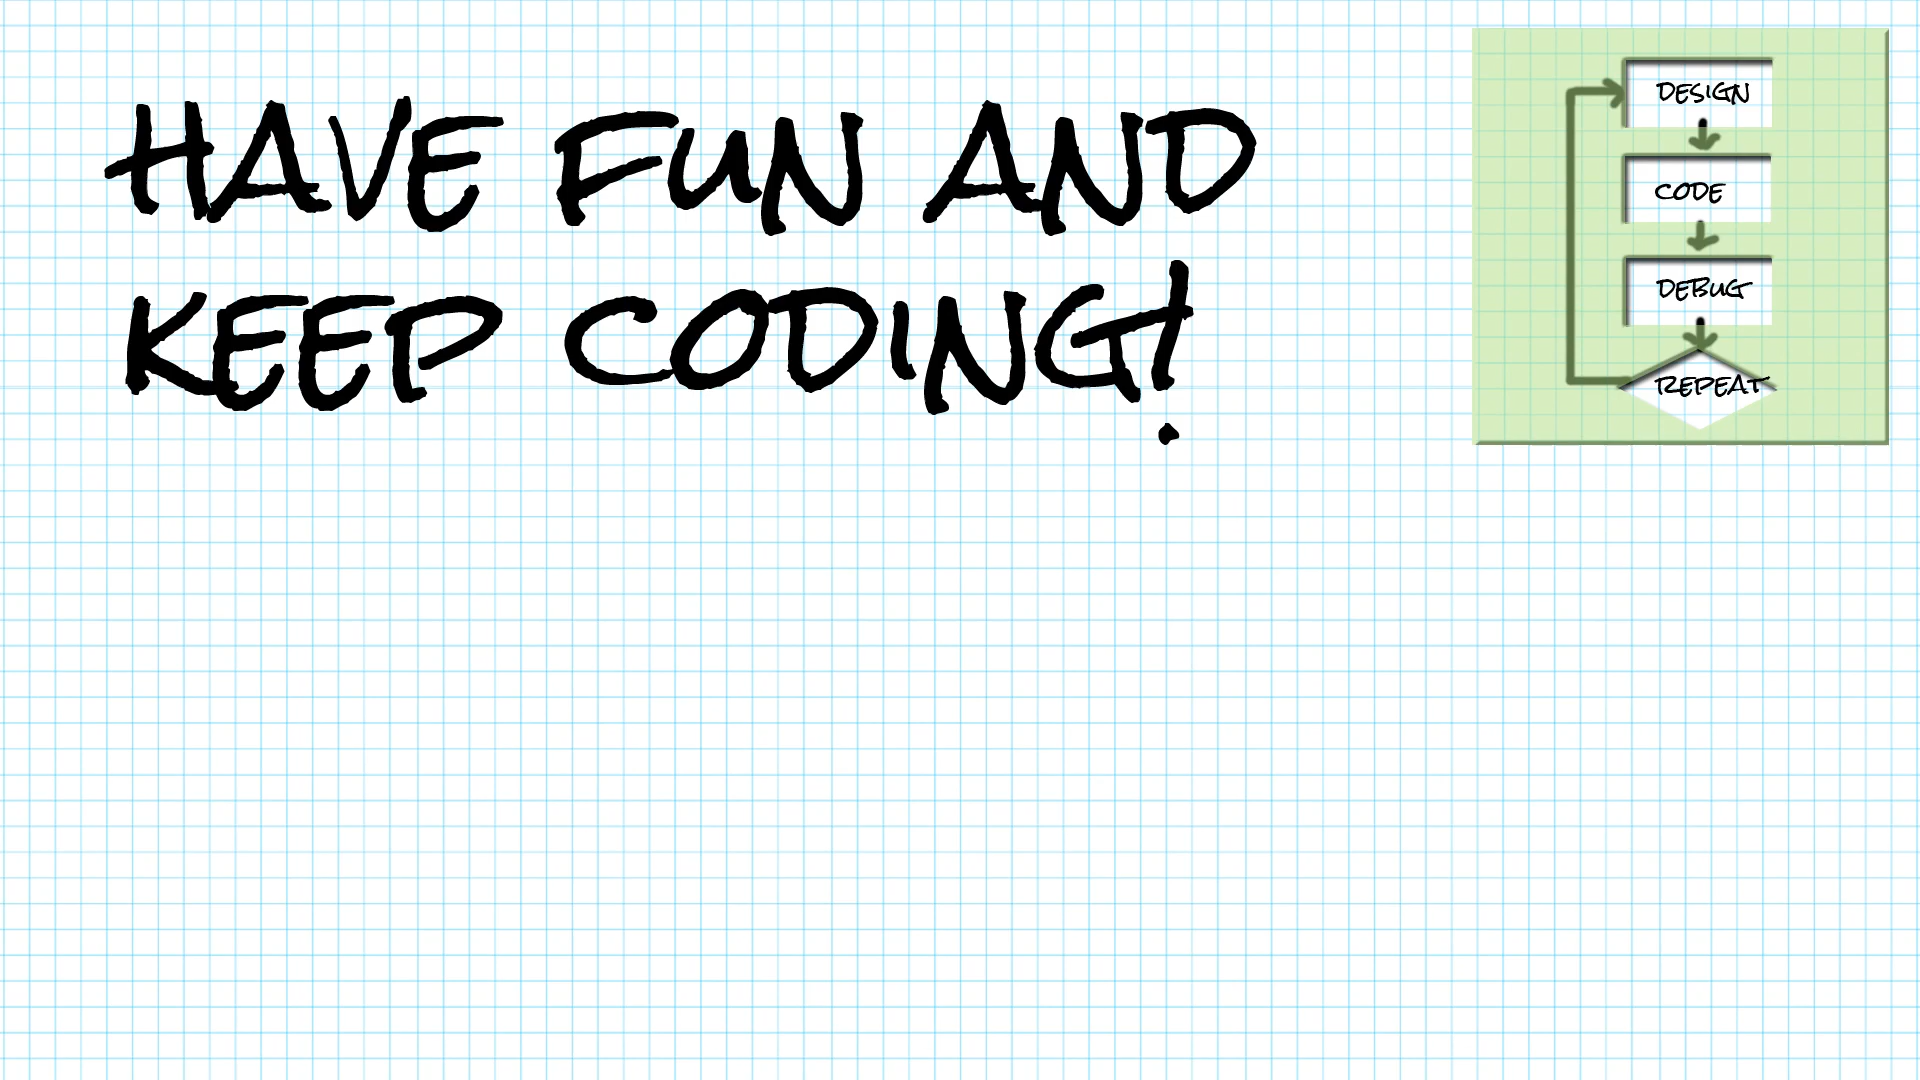 HAVE FUN AND
KEEP CODING!
DESIGN
CODE
DEBUG
REPEAT